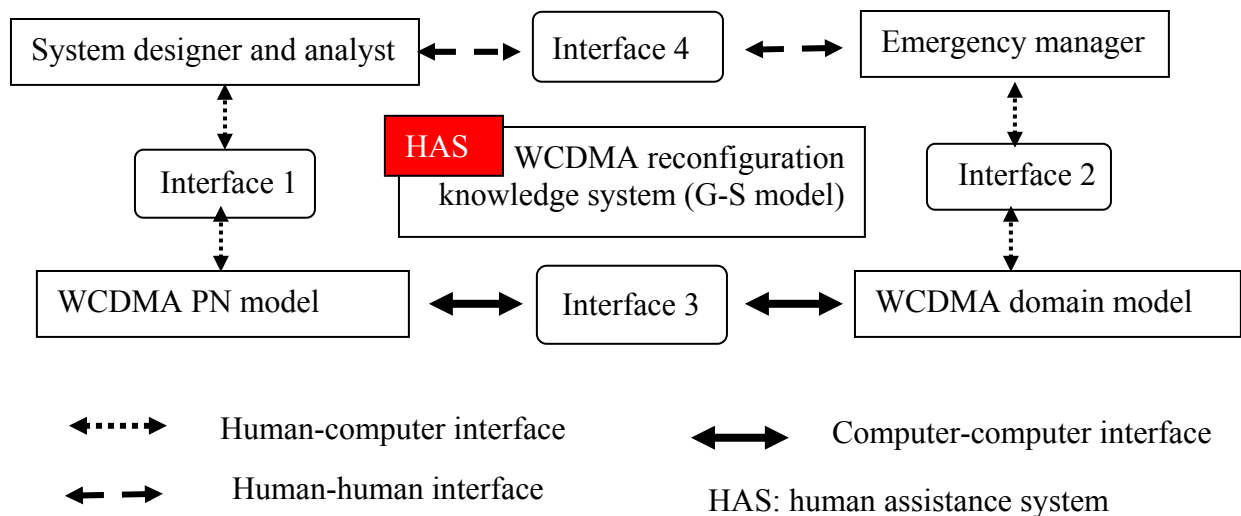 System designer and analyst
Interface 4
Emergency manager
HAS
WCDMA reconfiguration
knowledge system (G-S model)
Interface 1
Interface 2
WCDMA PN model
Interface 3
WCDMA domain model
Human-computer interface
Computer-computer interface
Human-human interface
HAS: human assistance system